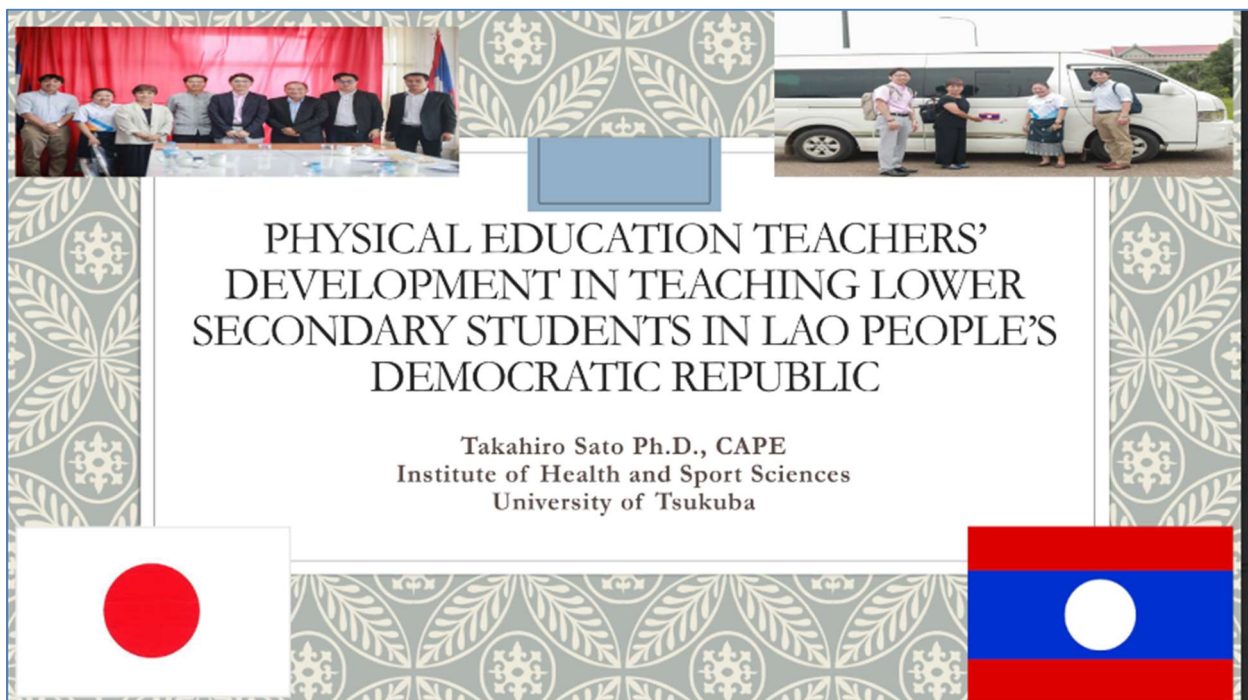 PHYSICAL EDUCATION TEACHERS’
DEVELOPMENT IN TEACHING LOWER
SECONDARY STUDENTS IN LAO PEOPLE’S
DEMOCRATIC REPUBLIC
Takahiro Sato Ph.D., CAPE
Institute of Health and Sport Sciences
University of Tsukuba